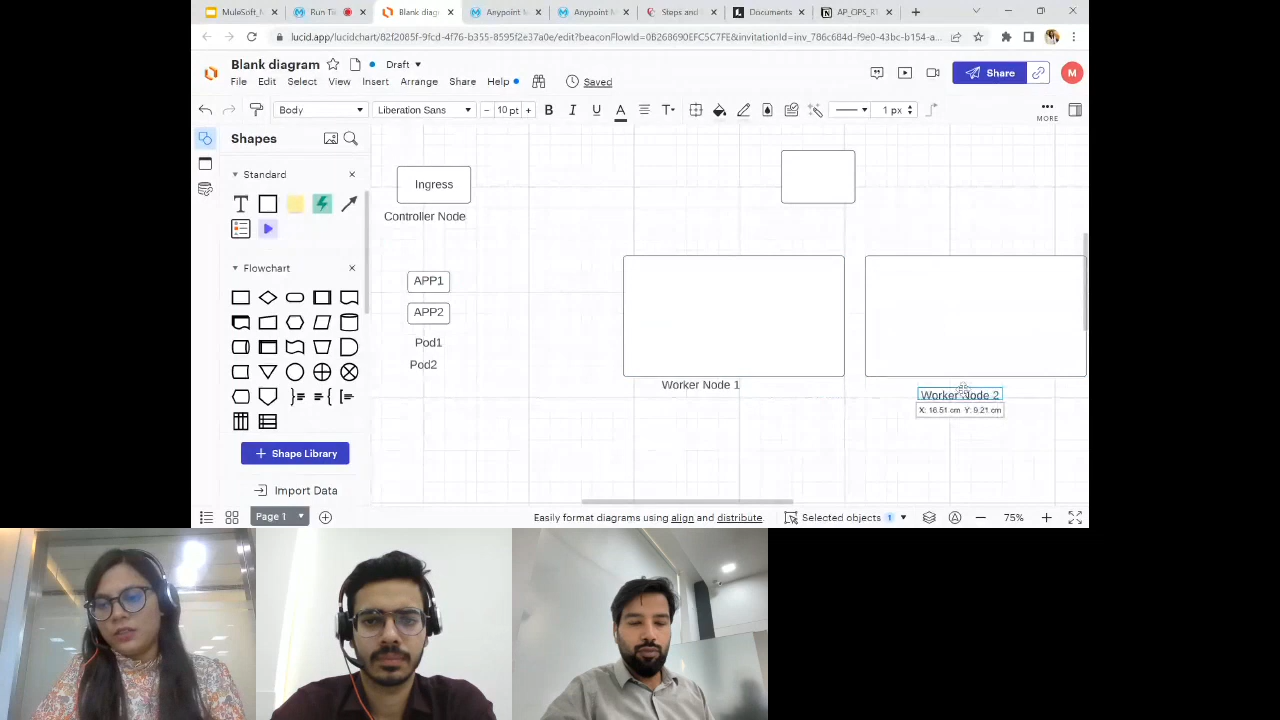 MuleSoft_N
Run Ti
Blank diagr
Anypoint M
Anypoint M
Steps and
Documents
AP_OPS_R1
lucid.app/lucidchart/82f2085f-9fcd-4f76-b355-8595f2e37a0e/edit?beaconFlowId=0B268690EFC5C7FE&invitationId=inv_786c684d-f9e0-43bc-b154-a...
Blank diagram
Draft
File Edit Select View Insert Arrange Share Help
Saved
Share
M
Body
Liberation Sans
10 pt
B I U A T
1 px
MORE
Shapes
Standard
T
Flowchart
Shape Library
Import Data
Ingress
Controller Node
APP1
APP2
Pod1
Pod2
Worker Node 1
Worker Node 2
X: 16.51 cm Y: 9.21 cm
Page 1
Easily format diagrams using align and distribute.
Selected objects 1
75%